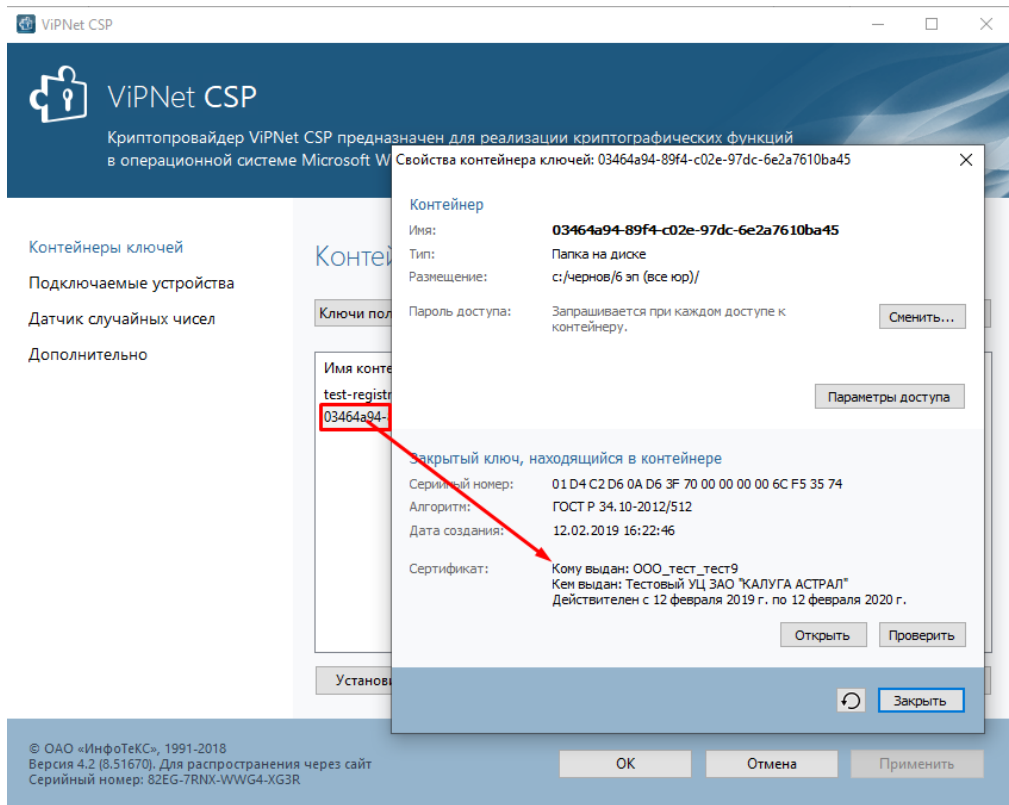 ViPNet CSP
ViPNet CSP
Криптопровайдер ViPNet CSP предназначен для реализации криптографических функций
в операционной системе Microsoft W
Контейнеры ключей
Подключаемые устройства
Датчик случайных чисел
Дополнительно
Контей
Ключи пол
Имя конте
test-registr
03464a94-
Установи
Свойства контейнера ключей: 03464a94-89f4-c02e-97dc-6e2a7610ba45
Контейнер
Имя: 03464a94-89f4-c02e-97dc-6e2a7610ba45
Тип: Папка на диске
Размещение: c:/чернов/6 эп (все юр)/
Пароль доступа: Запрашивается при каждом доступе к
контейнеру.
Сменить...
Параметры доступа
Закрытый ключ, находящийся в контейнере
Серийный номер: 01 D4 C2 D6 0A D6 3F 70 00 00 00 00 6C F5 35 74
Алгоритм: ГОСТ Р 34.10-2012/512
Дата создания: 12.02.2019 16:22:46
Сертификат: Кому выдан: ООО_тест_тест9
Кем выдан: Тестовый УЦ ЗАО "КАЛУГА АСТРАЛ"
Действителен с 12 февраля 2019 г. по 12 февраля 2020 г.
Открыть Проверить
Закрыть
© ОАО «ИнфоТеКС», 1991-2018
Версия 4.2 (8.51670). Для распространения через сайт
Серийный номер: 82EG-7RNX-WWG4-XG3R
OK Отмена Применить